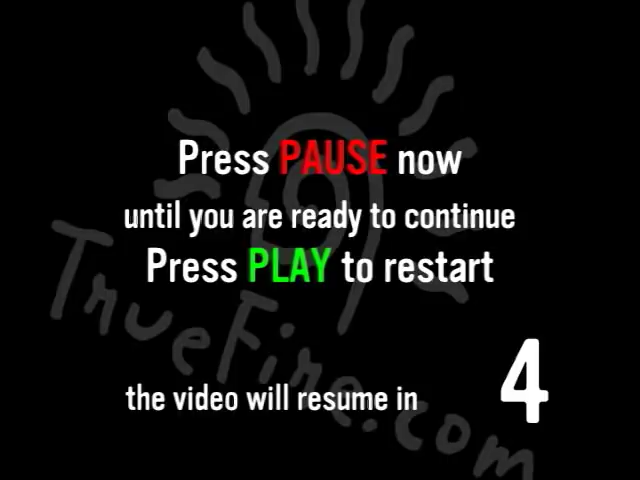 Press PAUSE now
until you are ready to continue
Press PLAY to restart
the video will resume in 4
TrueFire.com